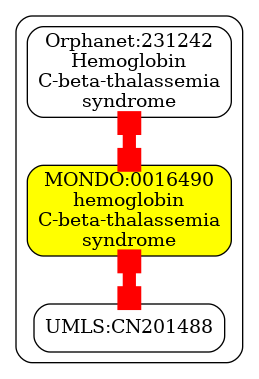 Orphanet:231242
Hemoglobin
C-beta-thalassemia
syndrome
MONDO:0016490
hemoglobin
C-beta-thalassemia
syndrome
UMLS:CN201488